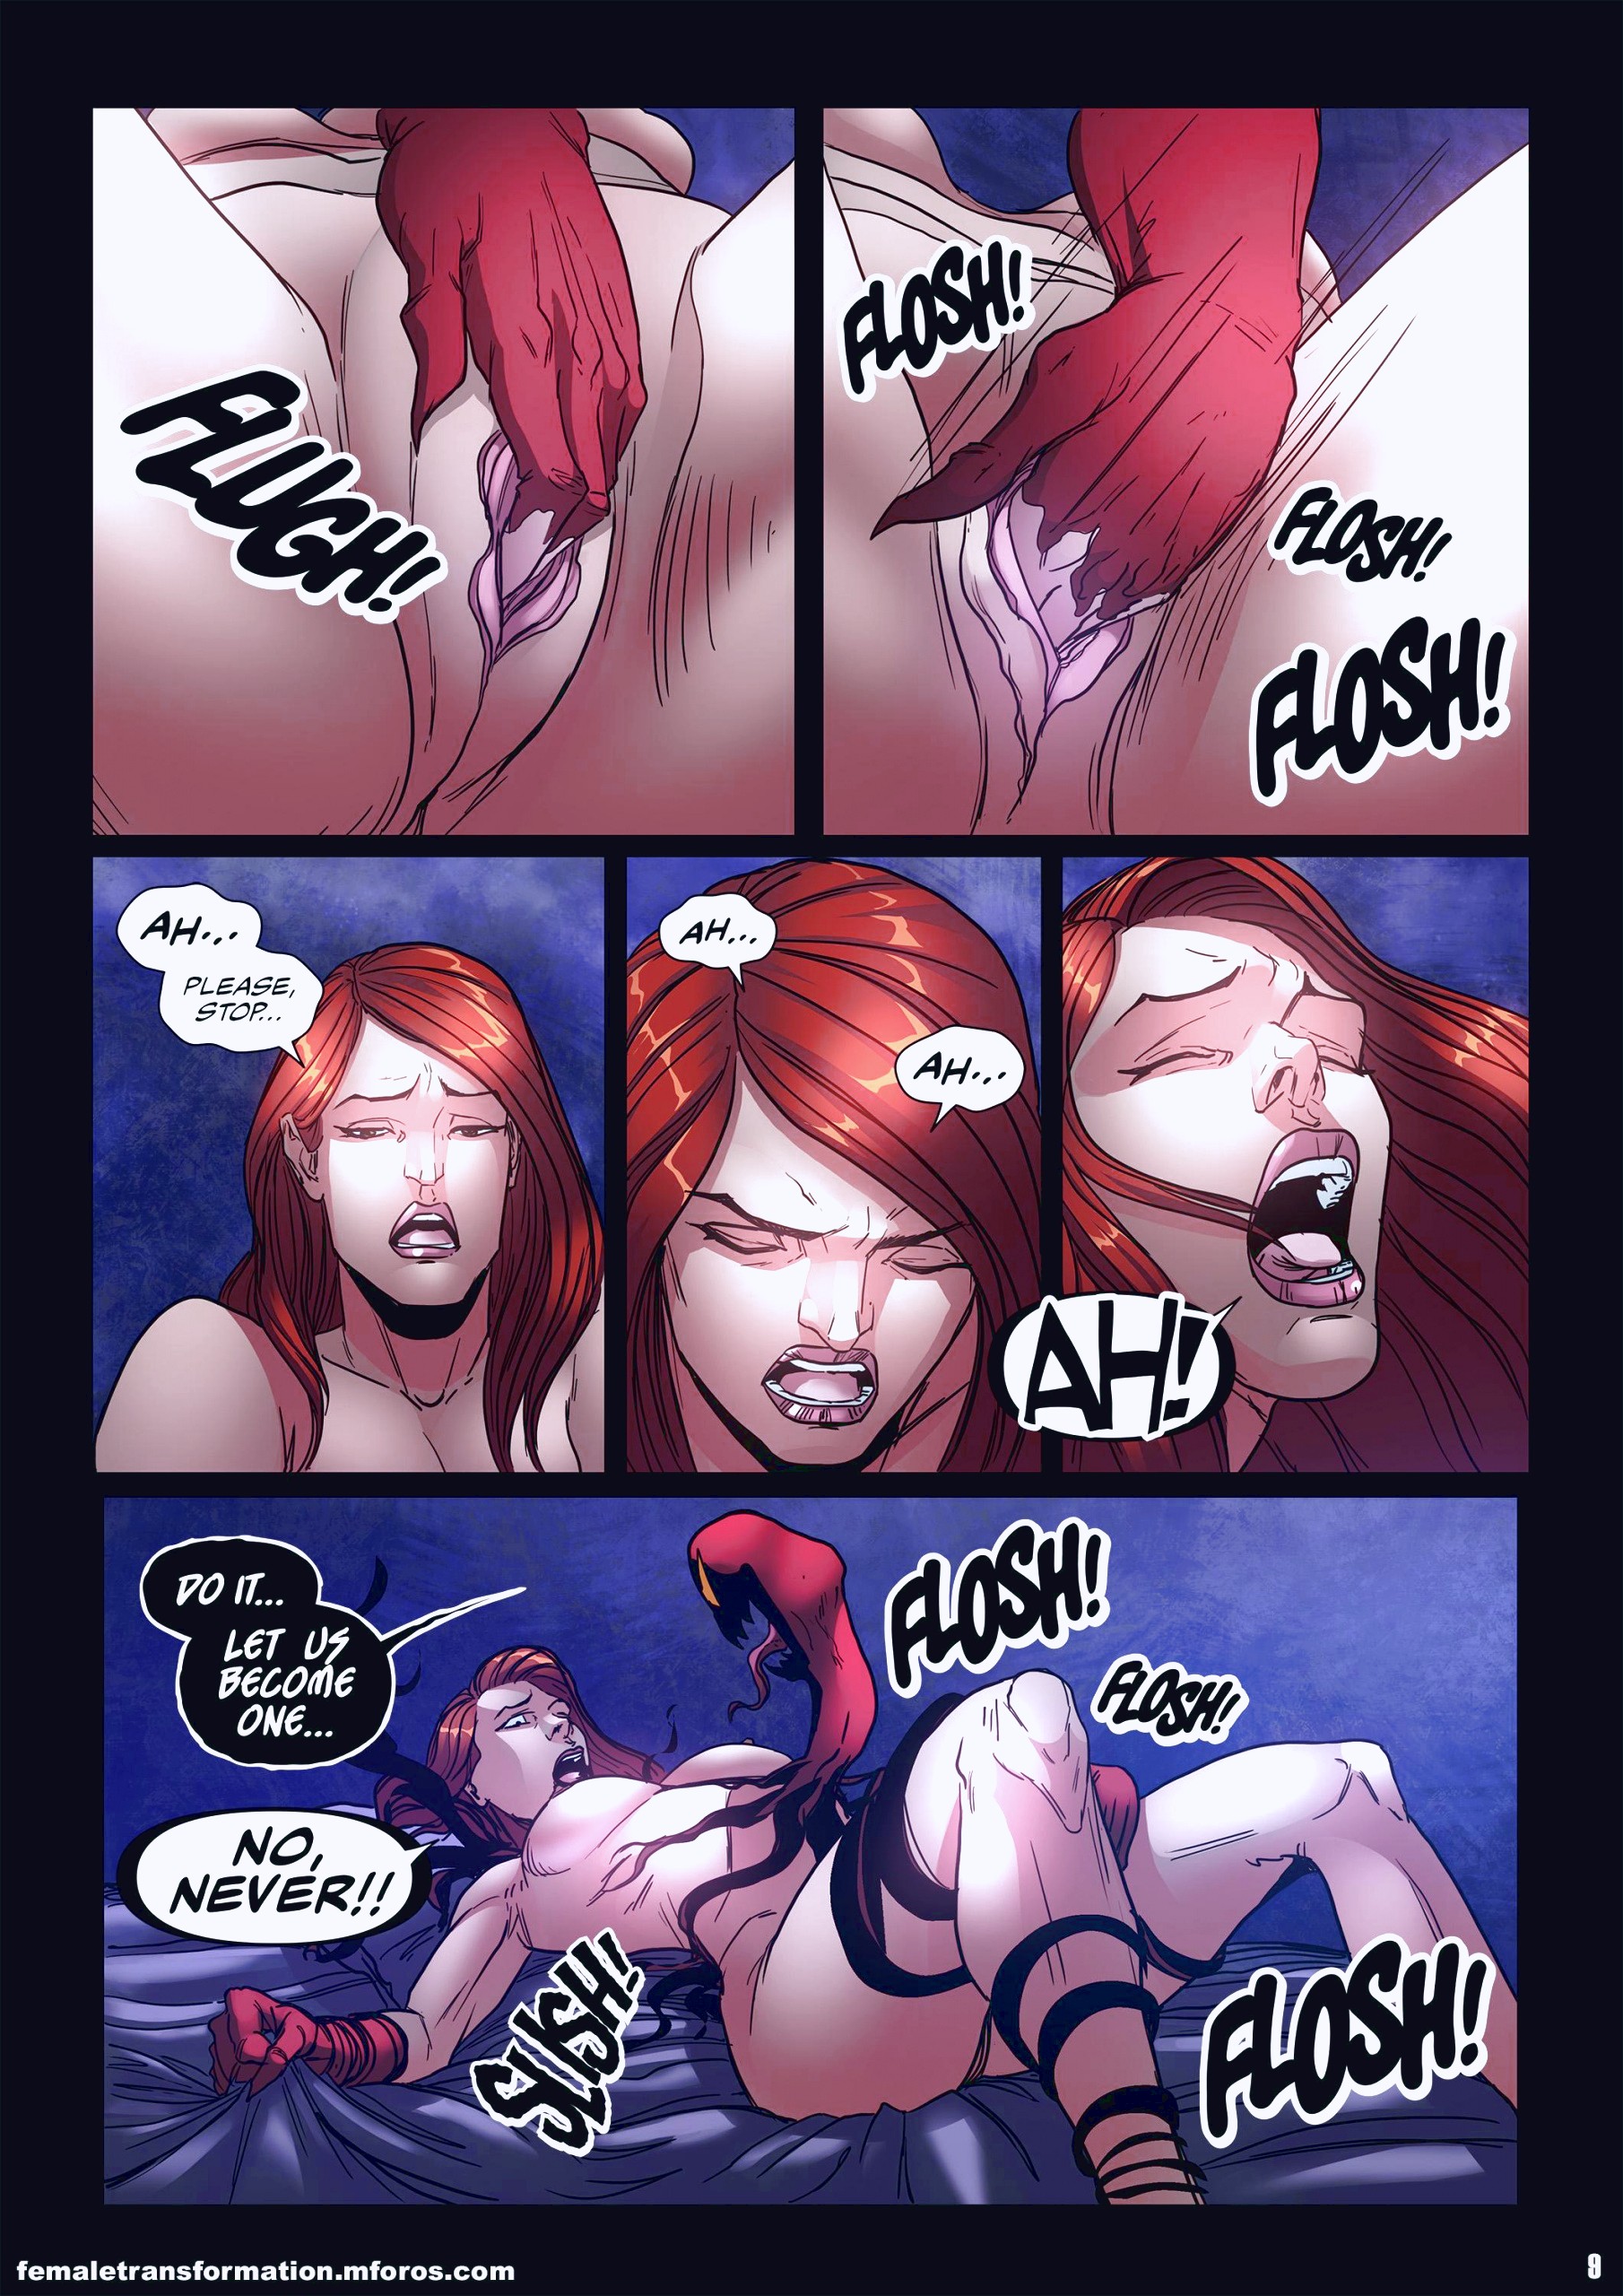 FLUGH!
FLOSH!
FLOSH!
FLOSH!
AH...
PLEASE,
STOP...
AH...
AH...
AH!
DO IT...
LET US
BECOME
ONE...
NO,
NEVER!!
SLISH!
FLOSH!
FLOSH!
FLOSH!
femaletransformation.mforos.com
9